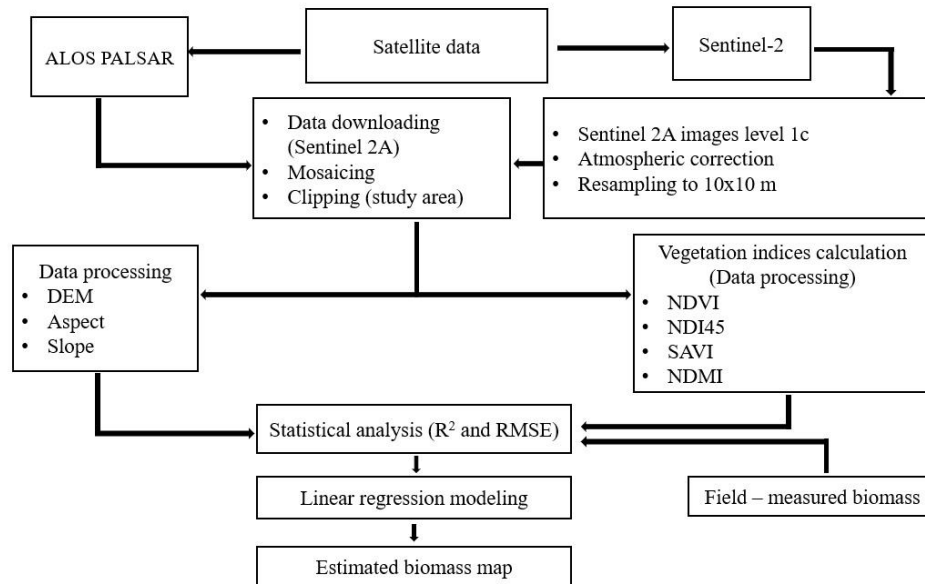 ALOS PALSAR
Satellite data
Sentinel-2
• Data downloading
(Sentinel 2A)
• Mosaicing
• Clipping (study area)
• Sentinel 2A images level 1c
• Atmospheric correction
• Resampling to 10x10 m
Data processing
• DEM
• Aspect
• Slope
Vegetation indices calculation
(Data processing)
• NDVI
• NDI45
• SAVI
• NDMI
Statistical analysis (R² and RMSE)
Linear regression modeling
Field – measured biomass
Estimated biomass map